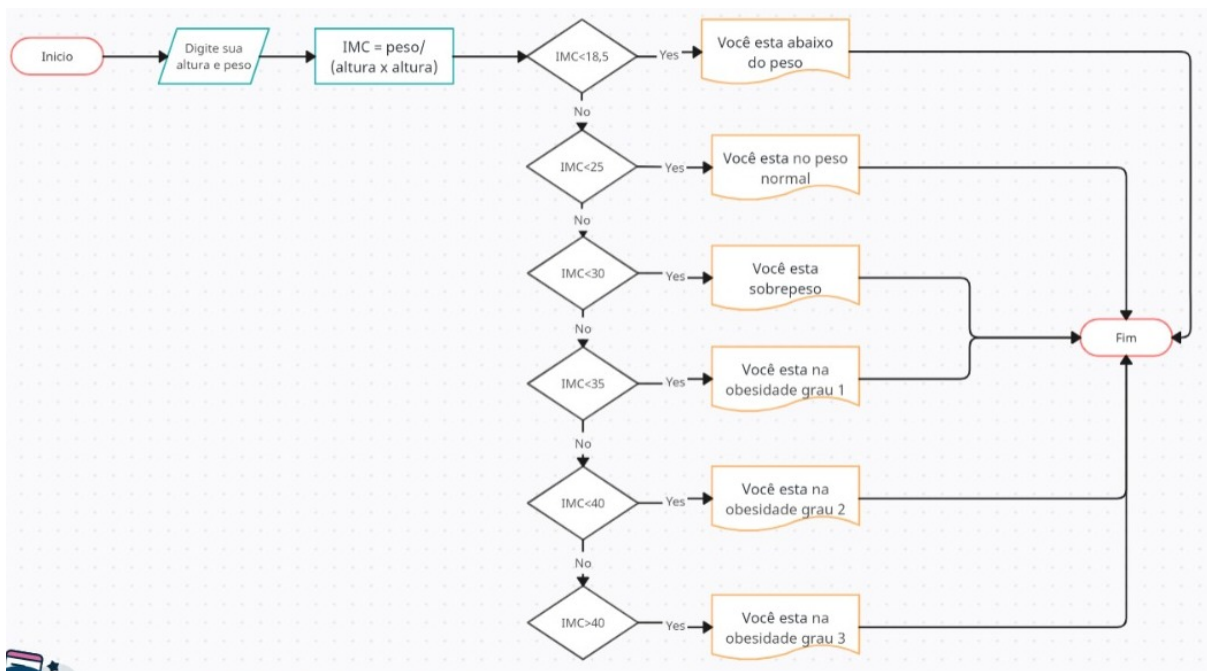 Inicio
Digite sua
altura e peso
IMC = peso/
(altura x altura)
IMC<18,5
Yes
Você esta abaixo
do peso
No
IMC<25
Yes
Você esta no peso
normal
No
IMC<30
Yes
Você esta
sobrepeso
Fim
No
IMC<35
Yes
Você esta na
obesidade grau 1
No
IMC<40
Yes
Você esta na
obesidade grau 2
No
IMC>40
Yes
Você esta na
obesidade grau 3